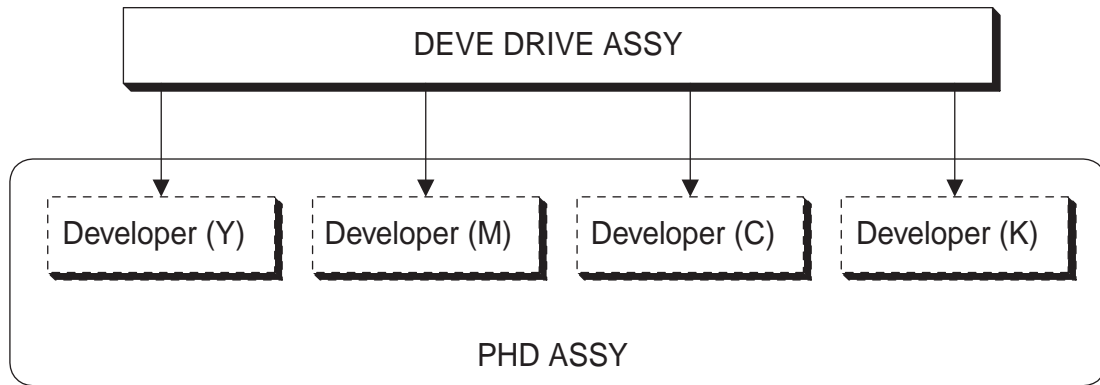 DEVE DRIVE ASSY
Developer (Y)
Developer (M)
Developer (C)
Developer (K)
PHD ASSY